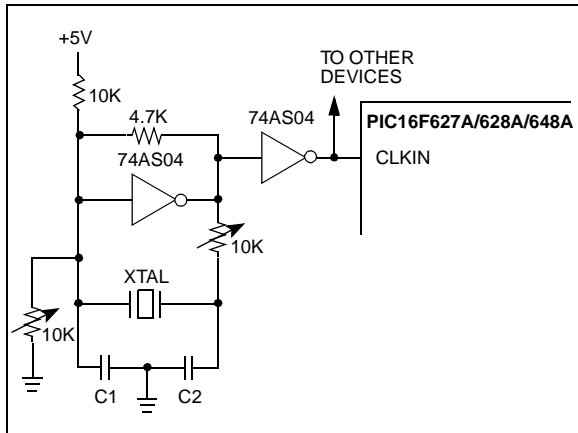 +5V
10K
4.7K
74AS04
74AS04
TO OTHER
DEVICES
PIC16F627A/628A/648A
CLKIN
10K
XTAL
10K
C1
C2